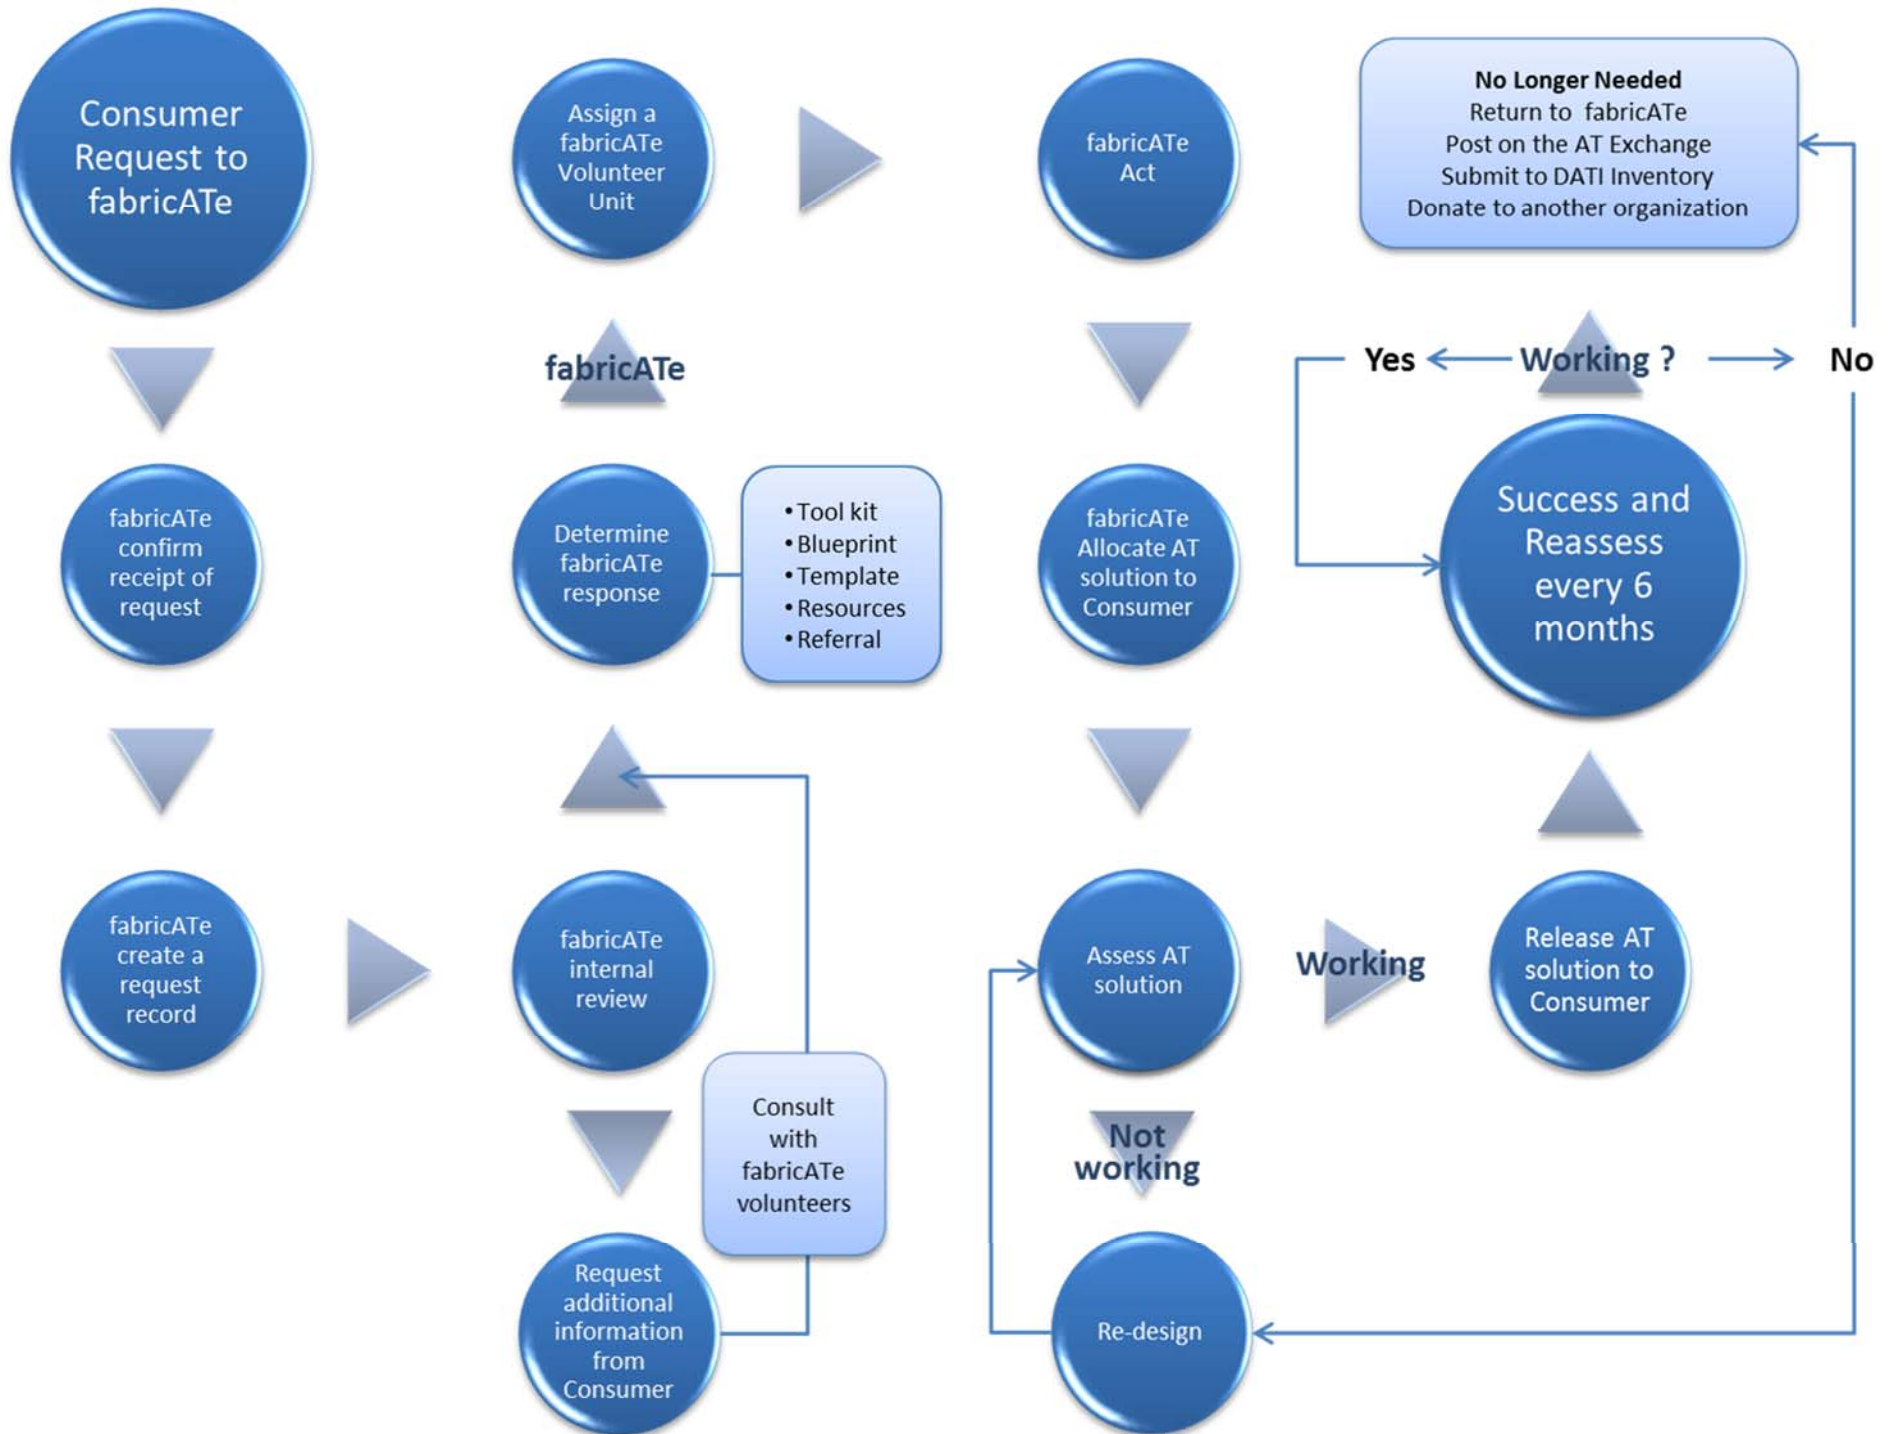 Consumer
Request to
fabricATe
fabricATe
confirm
receipt of
request
fabricATe
create a
request
record
fabricATe
internal
review
Request
additional
information
from
Consumer
Consult
with
fabricATe
volunteers
Determine
fabricATe
response
• Tool kit
• Blueprint
• Template
• Resources
• Referral
fabricATe
Assign a
fabricATe
Volunteer
Unit
fabricATe
Act
fabricATe
Allocate AT
solution to
Consumer
Assess AT
solution
Not
working
Re-design
Working
Release AT
solution to
Consumer
Success and
Reassess
every 6
months
Yes
Working ?
No
No Longer Needed
Return to fabricATe
Post on the AT Exchange
Submit to DATI Inventory
Donate to another organization